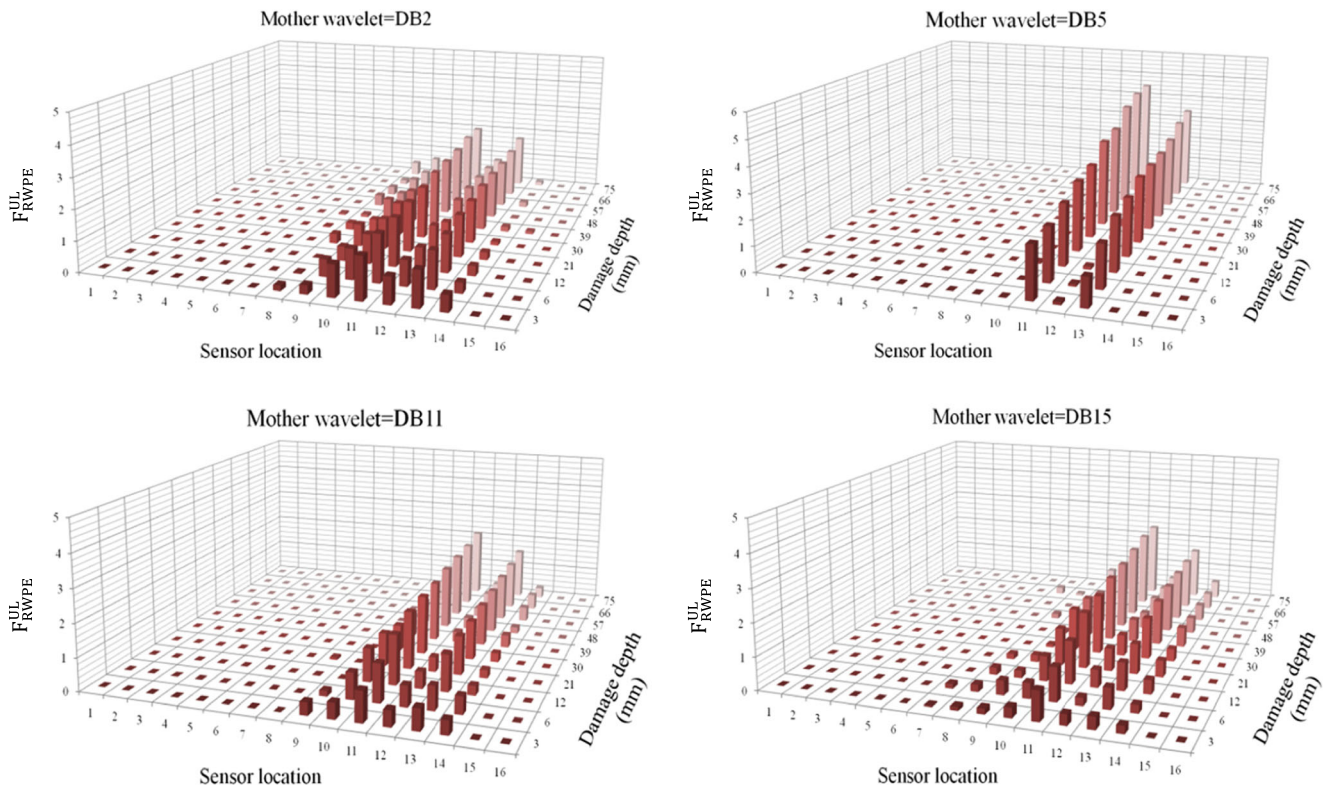 Mother wavelet=DB2
5
4
3
2
1
0
F^UL_RWPE
1 2 3 4 5 6 7 8 9 10 11 12 13 14 15 16
Sensor location
75
66
57
48
39
30
21
12
6
3
Damage depth
(mm)
Mother wavelet=DB5
6
5
4
3
2
1
0
F^UL_RWPE
1 2 3 4 5 6 7 8 9 10 11 12 13 14 15 16
Sensor location
75
66
57
48
39
30
21
12
6
3
Damage depth
(mm)
Mother wavelet=DB11
5
4
3
2
1
0
F^UL_RWPE
1 2 3 4 5 6 7 8 9 10 11 12 13 14 15 16
Sensor location
75
66
57
48
39
30
21
12
6
3
Damage depth
(mm)
Mother wavelet=DB15
5
4
3
2
1
0
F^UL_RWPE
1 2 3 4 5 6 7 8 9 10 11 12 13 14 15 16
Sensor location
75
66
57
48
39
30
21
12
6
3
Damage depth
(mm)